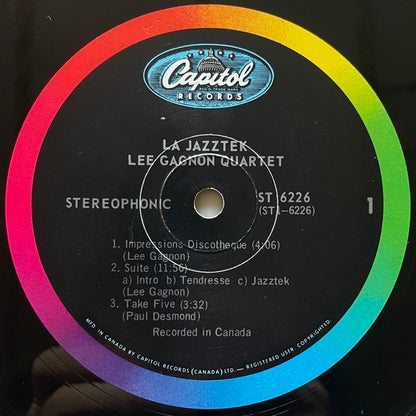 Capitol
RECORDS
LA JAZZTEK
LEE GAGNON QUARTET
STEREOPHONIC
ST 6226
(ST1-6226)
1
1. Impressions Discotheque (4:06)
(Lee Gagnon)
2. Suite (11:56)
a) Intro b) Tendresse c) Jazztek
(Lee Gagnon)
3. Take Five (3:32)
(Paul Desmond)
Recorded in Canada
MFD. IN CANADA BY CAPITOL RECORDS (CANADA) LTD.— REGISTERED USER. COPYRIGHTED.